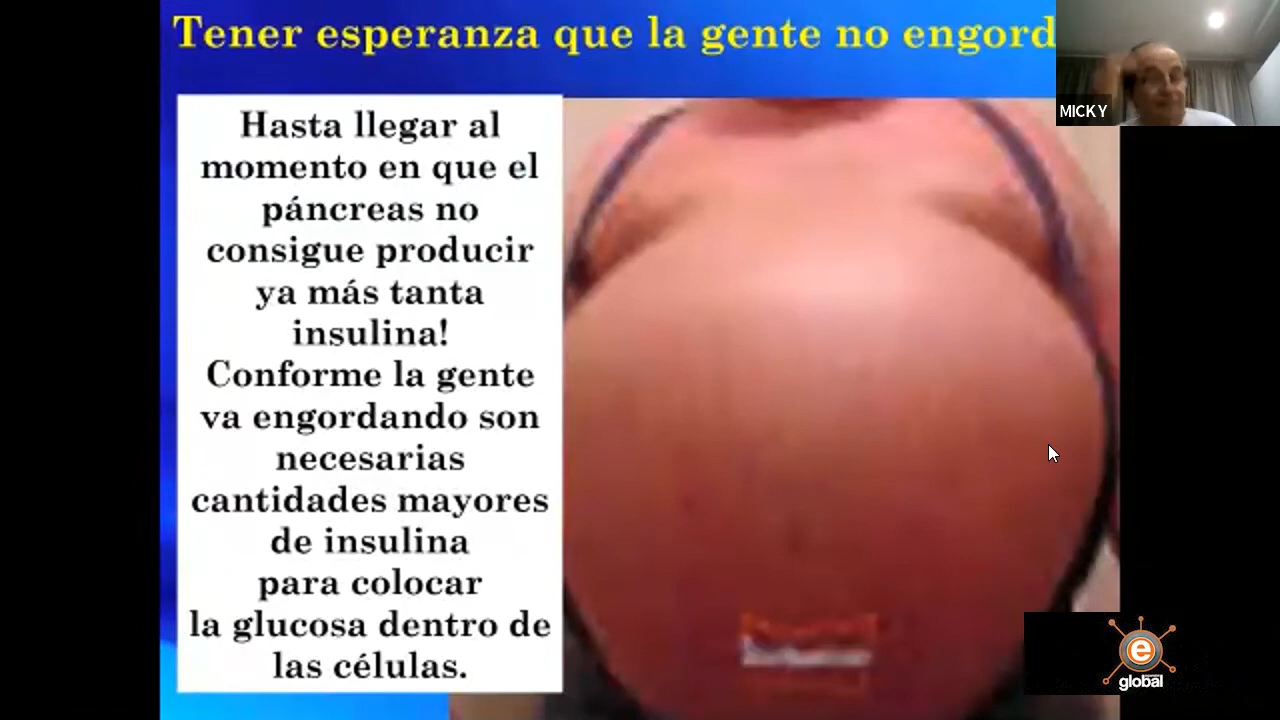 Tener esperanza que la gente no engord
MICKY
Hasta llegar al
momento en que el
páncreas no
consigue producir
ya más tanta
insulina!
Conforme la gente
va engordando son
necesarias
cantidades mayores
de insulina
para colocar
la glucosa dentro de
las células.
e
global